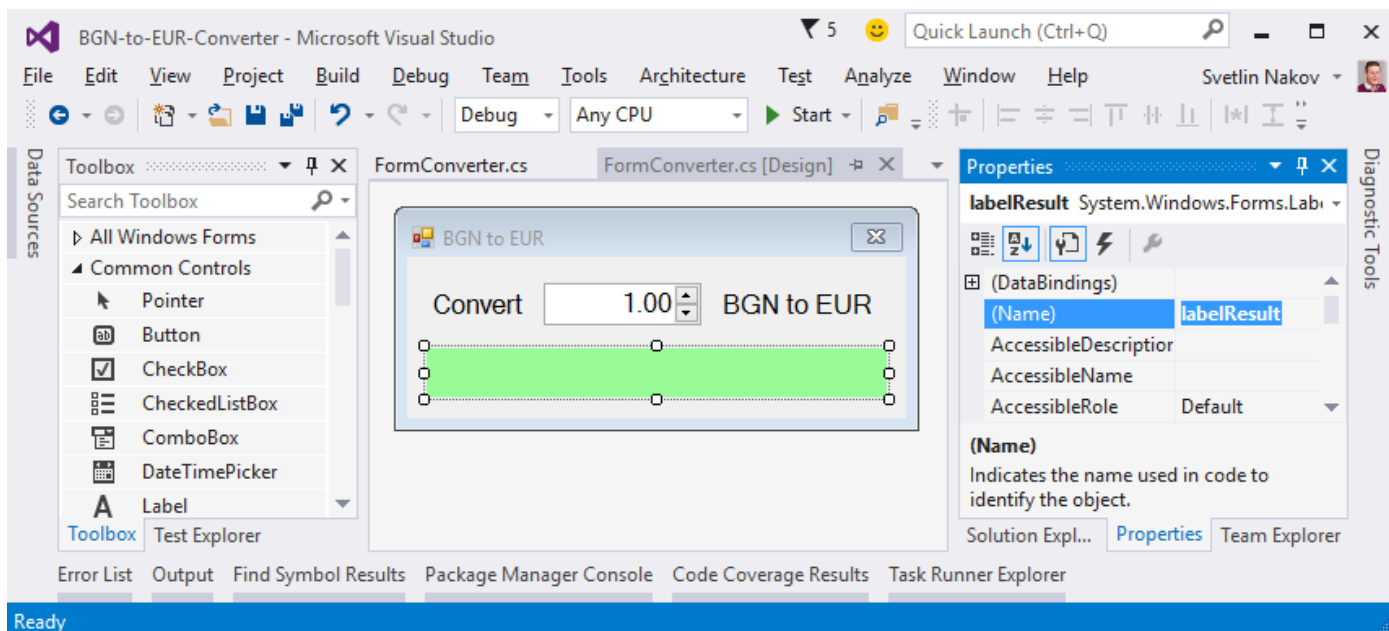 BGN-to-EUR-Converter - Microsoft Visual Studio
5
Quick Launch (Ctrl+Q)
File Edit View Project Build Debug Team Tools Architecture Test Analyze Window Help Svetlin Nakov
Debug Any CPU Start
Data Sources
Toolbox
Search Toolbox
All Windows Forms
Common Controls
Pointer
Button
CheckBox
CheckedListBox
ComboBox
DateTimePicker
Label
Toolbox Test Explorer
FormConverter.cs FormConverter.cs [Design]
BGN to EUR
Convert 1.00 BGN to EUR
Properties
labelResult System.Windows.Forms.Labe
(DataBindings)
(Name) labelResult
AccessibleDescription
AccessibleName
AccessibleRole Default
(Name)
Indicates the name used in code to
identify the object.
Solution Expl... Properties Team Explorer
Diagnostic Tools
Error List Output Find Symbol Results Package Manager Console Code Coverage Results Task Runner Explorer
Ready